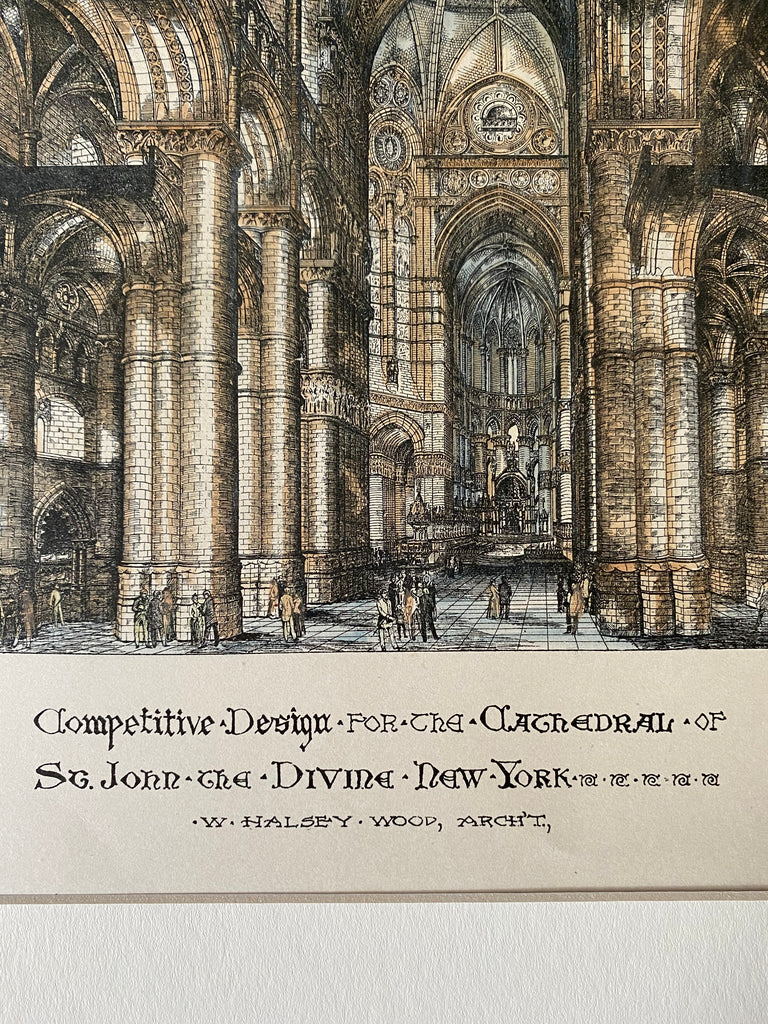 Competitive · Design · FOR · THE · CATHEDRAL · OF
ST. JOHN · THE · DIVINE · NEW · YORK ·
· W · HALSEY · WOOD, ARCH'T.,